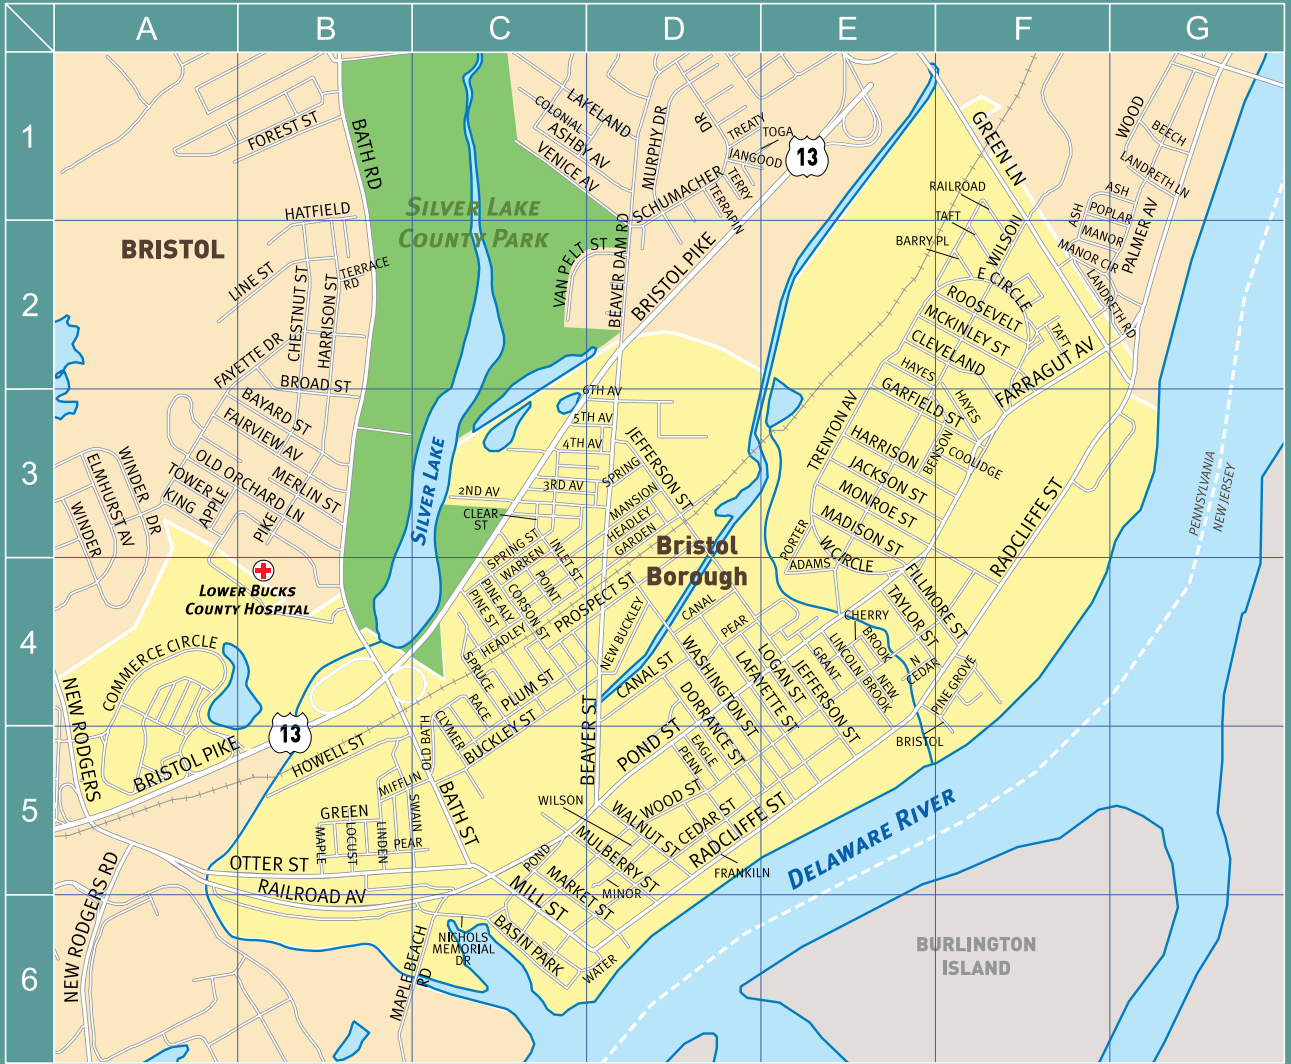 A B C D E F G
1
2
3
4
5
6
FOREST ST
BATH RD
LAKELAND
COLONIAL
ASHBY AV
VENICE AV
MURPHY DR
DR
TREATY
TOGA
JANGOOD
13
SCHUMACHER
TERRY
TERRAPIN
GREEN LN
WOOD
BEECH
LANDRETH LN
ASH
POPLAR
ASH
MANOR
MANOR CIR
PALMER AV
LANDRETH RD
RAILROAD
TAFT
WILSON
BARRY PL
E CIRCLE
HATFIELD
SILVER LAKE
COUNTY PARK
BRISTOL
LINE ST
TERRACE
RD
CHESTNUT ST
HARRISON ST
VAN PELT ST
BEAVER DAM RD
BRISTOL PIKE
FAYETTE DR
BROAD ST
ROOSEVELT
MCKINLEY ST
TAFT
CLEVELAND
FARRAGUT AV
HAYES
HAYES
GARFIELD ST
BAYARD ST
FAIRVIEW AV
OLD ORCHARD LN
MERLIN ST
WINDER
DR
ELMHURST AV
WINDER
TOWER
KING
APPLE
PIKE
SILVER LAKE
6TH AV
5TH AV
4TH AV
3RD AV
2ND AV
CLEAR
ST
SPRING
JEFFERSON ST
MANSION
HEADLEY
GARDEN
Bristol
Borough
TRENTON AV
HARRISON
BENSON
COOLIDGE
JACKSON ST
MONROE ST
MADISON ST
PORTER
W CIRCLE
ADAMS
RADCLIFFE ST
PENNSYLVANIA
NEW JERSEY
LOWER BUCKS
COUNTY HOSPITAL
SPRING ST
WARREN
INLET ST
POINT
PINE ALY
PINE ST
CORSON ST
HEADLEY
PROSPECT ST
NEW BUCKLEY
CANAL
PEAR
CHERRY
FILLMORE ST
TAYLOR ST
BROOK
LINCOLN
GRANT
N
CEDAR
NEW
BROOK
PINE GROVE
COMMERCE CIRCLE
NEW RODGERS
BRISTOL PIKE
13
HOWELL ST
SPRUCE
RACE
PLUM ST
CLYMER
BUCKLEY ST
OLD BATH
CANAL ST
WASHINGTON ST
LAFAYETTE ST
LOGAN ST
JEFFERSON ST
DORRANCE ST
BEAVER ST
POND ST
EAGLE
PENN
BRISTOL
MIFFLIN
SWAIN
GREEN
MAPLE
LOCUST
LINDEN
PEAR
BATH ST
WILSON
WOOD ST
WALNUT ST
CEDAR ST
RADCLIFFE ST
MULBERRY ST
FRANKILN
DELAWARE RIVER
OTTER ST
RAILROAD AV
POND
MARKET ST
MINOR
MILL ST
BASIN PARK
NEW RODGERS RD
NICHOLS
MEMORIAL
DR
MAPLE BEACH
RD
WATER
BURLINGTON
ISLAND